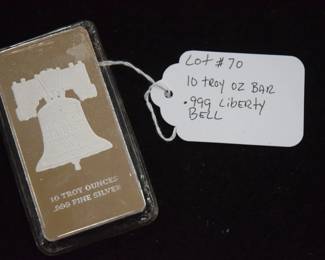 Lot #70
10 troy oz BAR
.999 Liberty
BELL
10 TROY OUNCES
.999 FINE SILVER